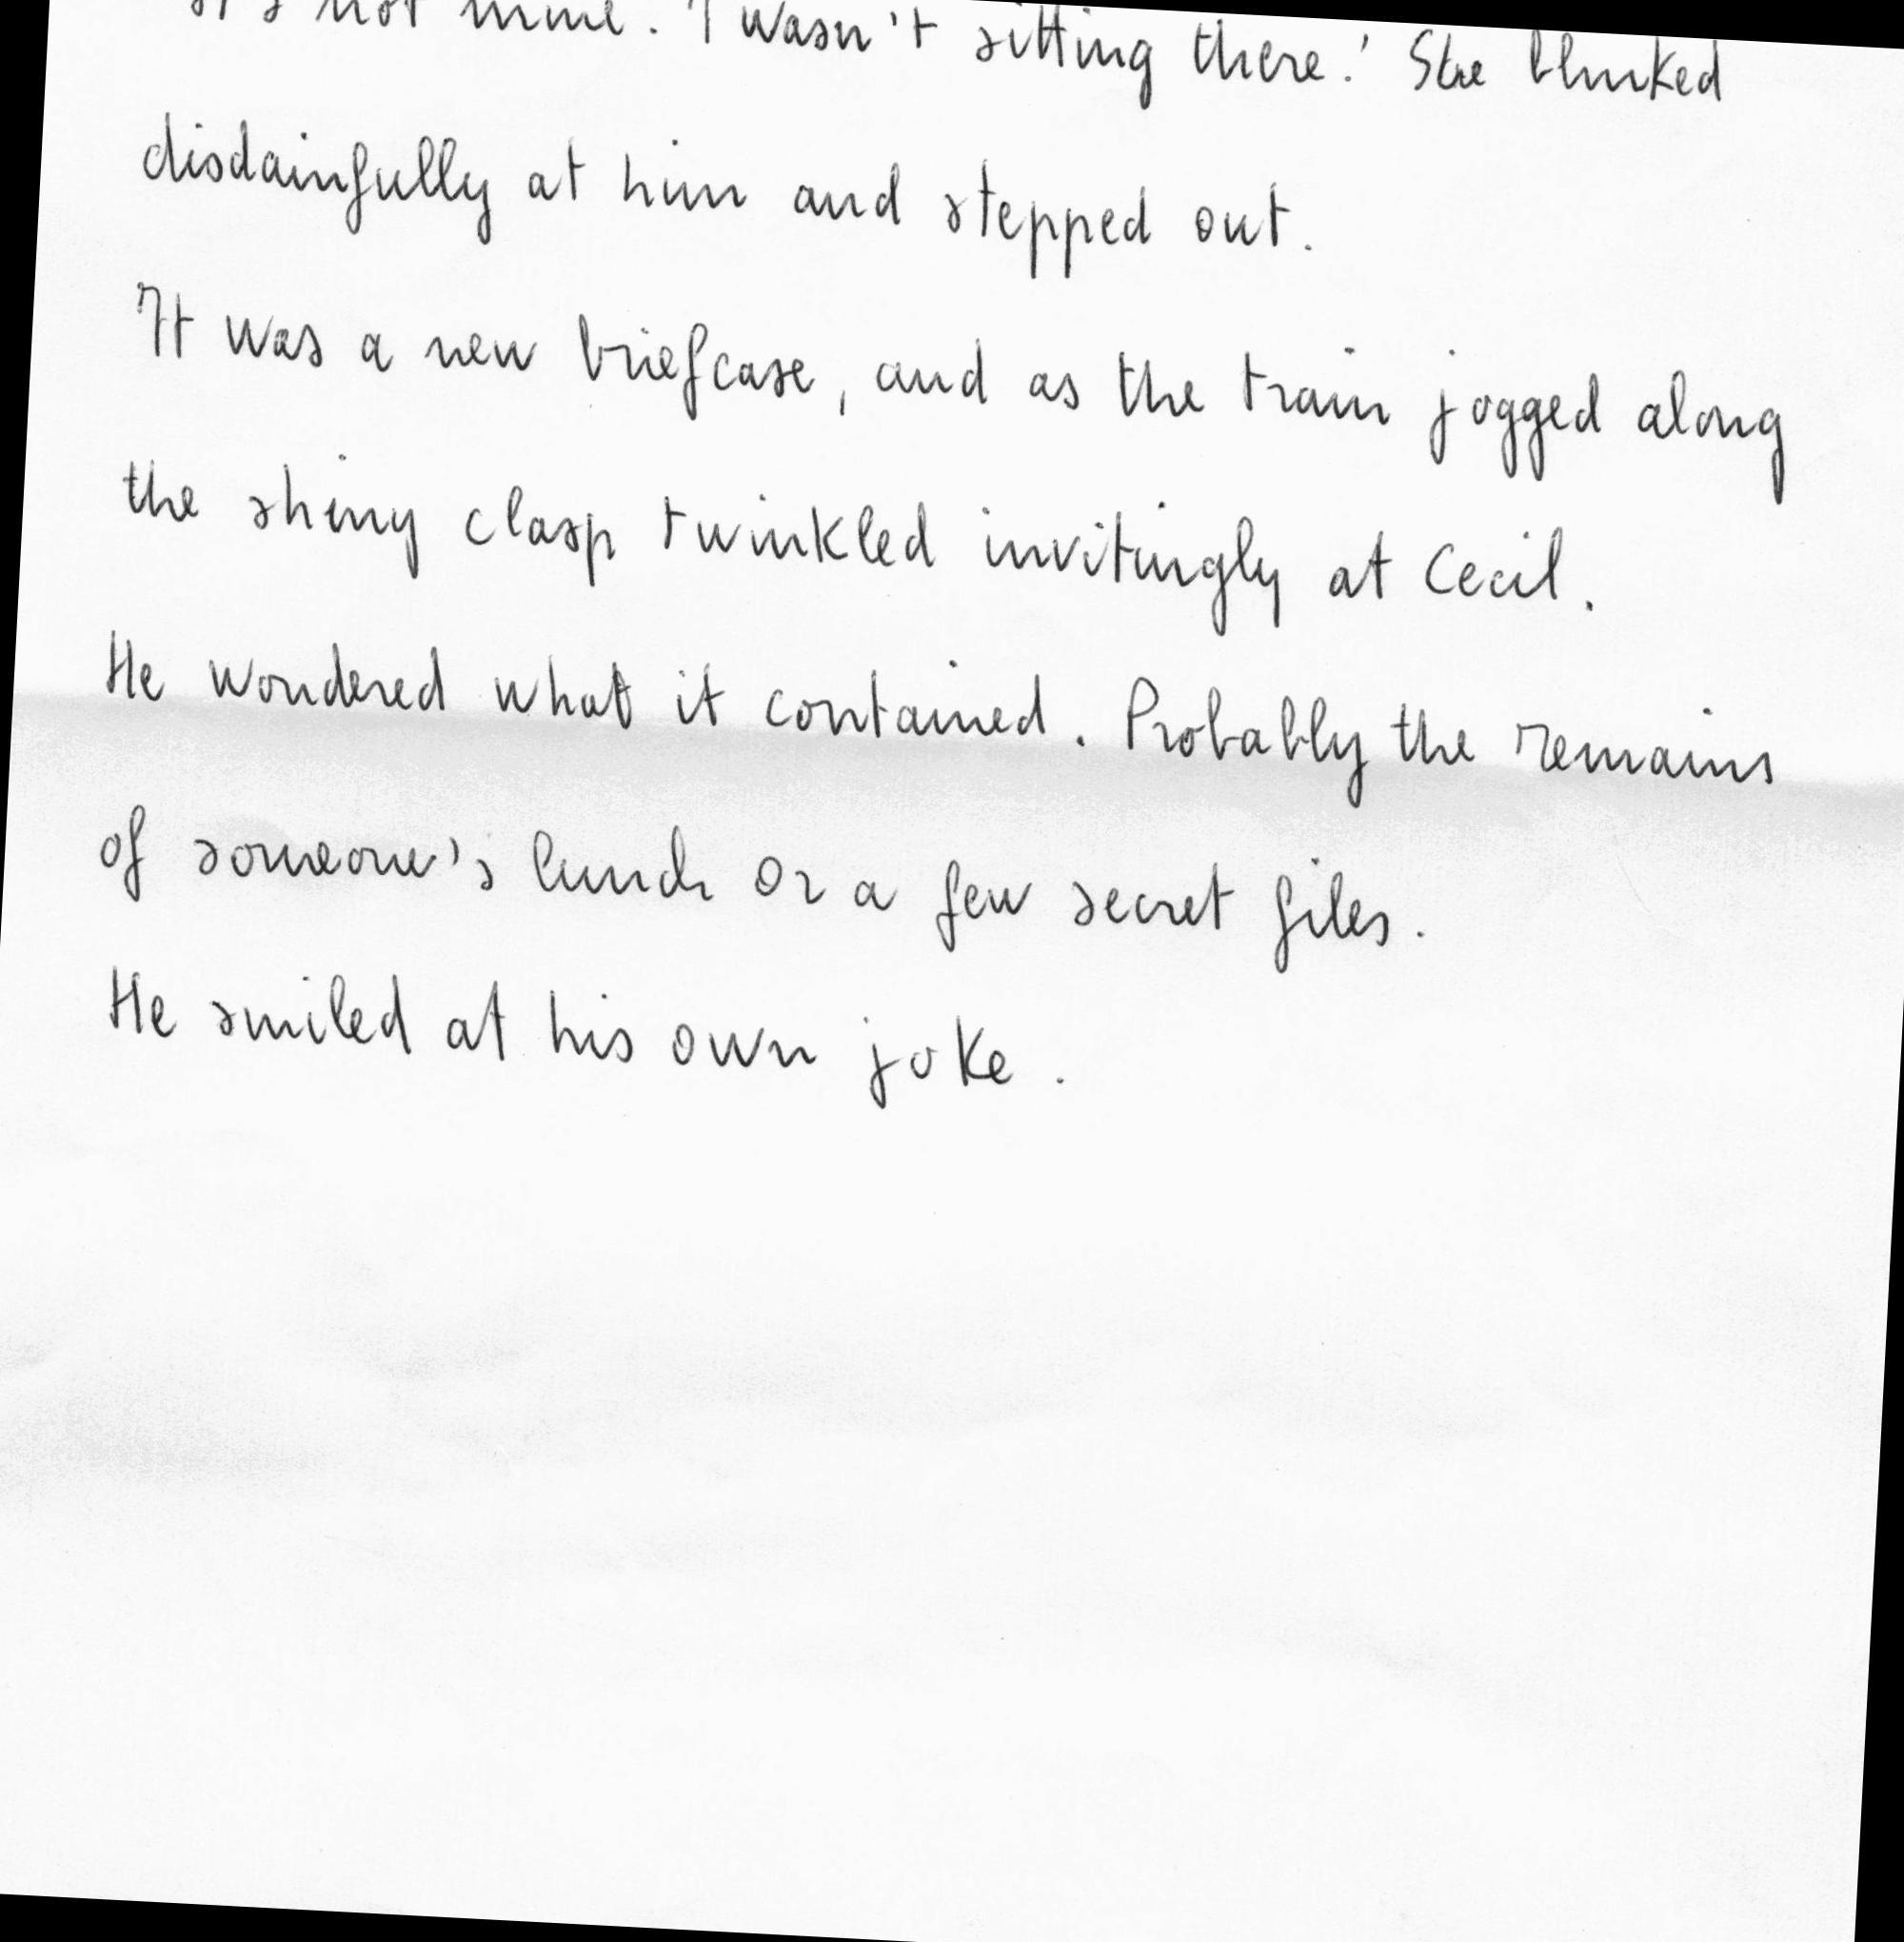 It's not mine. I wasn't sitting there.' She blinked
disdainfully at him and stepped out.
It was a new briefcase, and as the train jogged along
the shiny clasp twinkled invitingly at Cecil.
He wondered what it contained. Probably the remains
of someone's lunch or a few secret files.
He smiled at his own joke.